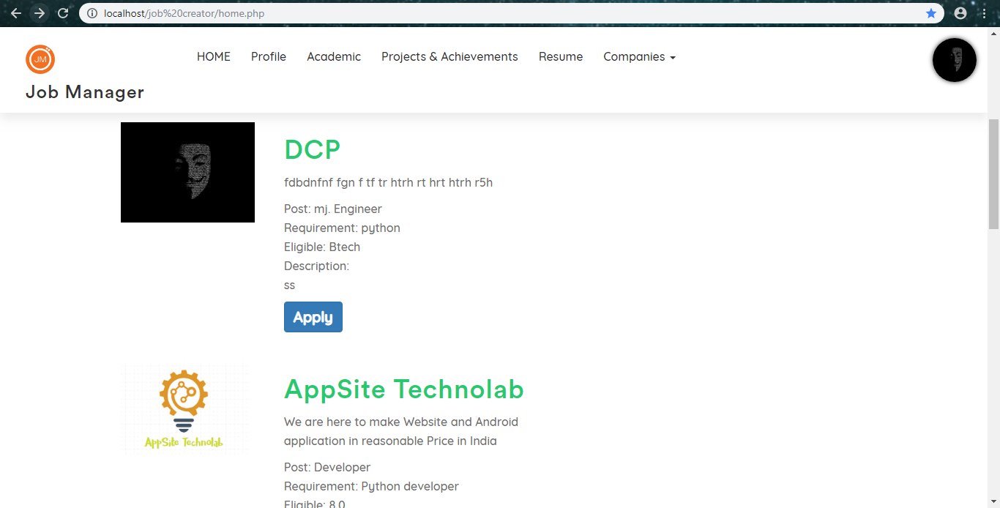 localhost/job%20creator/home.php
JM
HOME Profile Academic Projects & Achievements Resume Companies
Job Manager
DCP
fdbdnfnf fgn f tf tr htrh rt hrt htrh r5h
Post: mj. Engineer
Requirement: python
Eligible: Btech
Description:
ss
Apply
AppSite Technolab
AppSite Technolab
We are here to make Website and Android
application in reasonable Price in India
Post: Developer
Requirement: Python developer
Eligible: 8.0